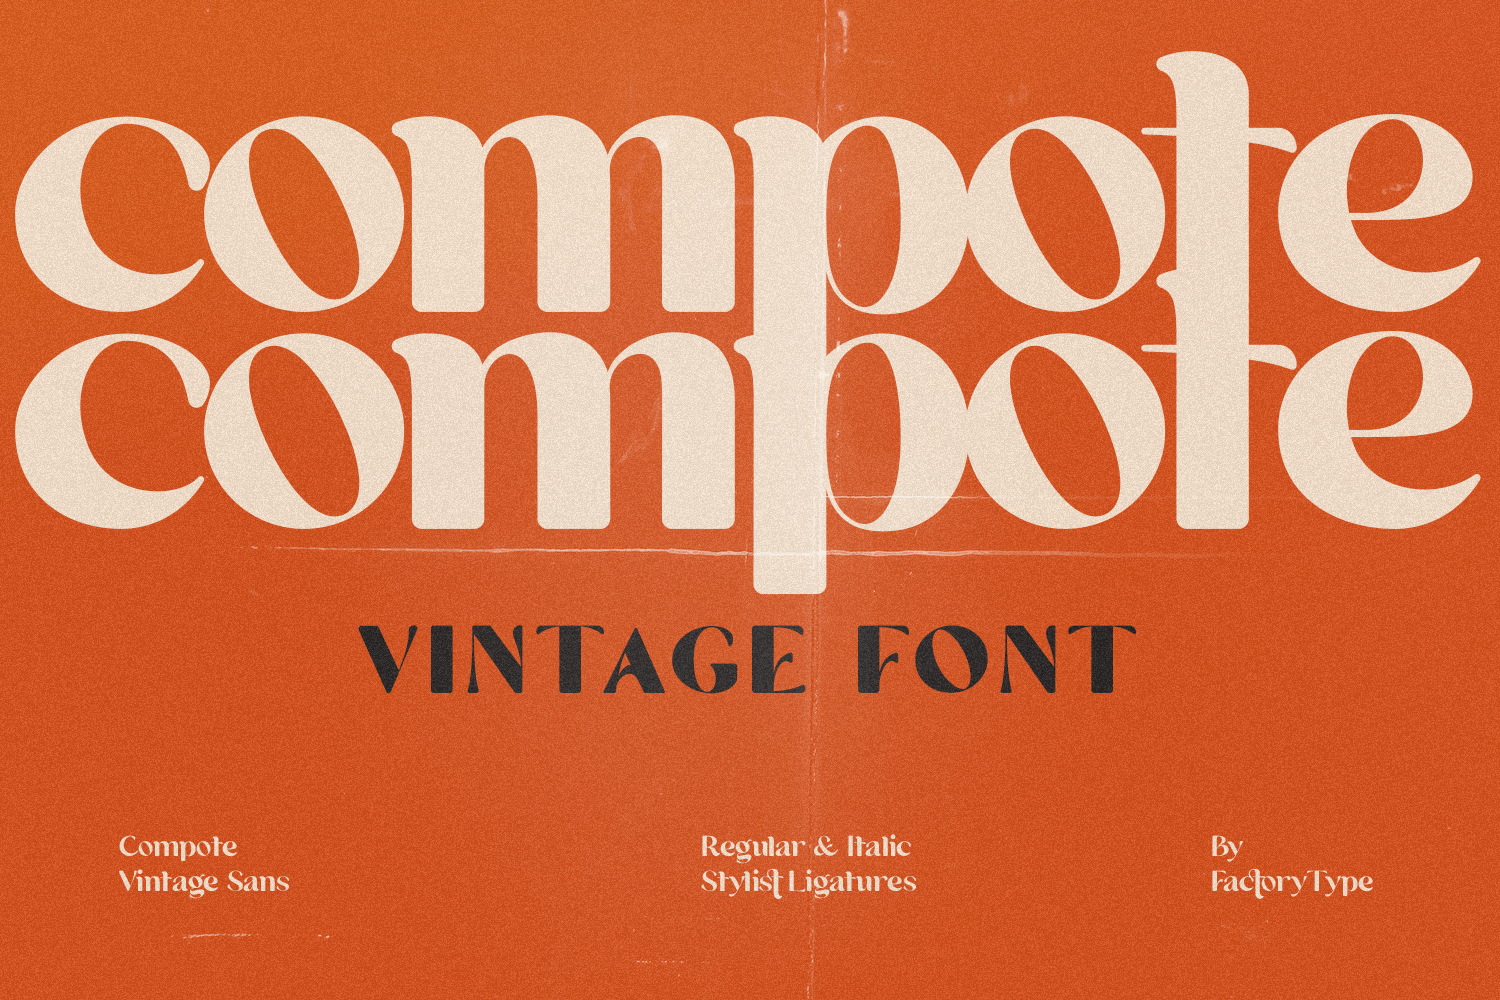 compote
compote
VINTAGE FONT
Compote
Vintage Sans
Regular & Italic
Stylist Ligatures
By
FactoryType